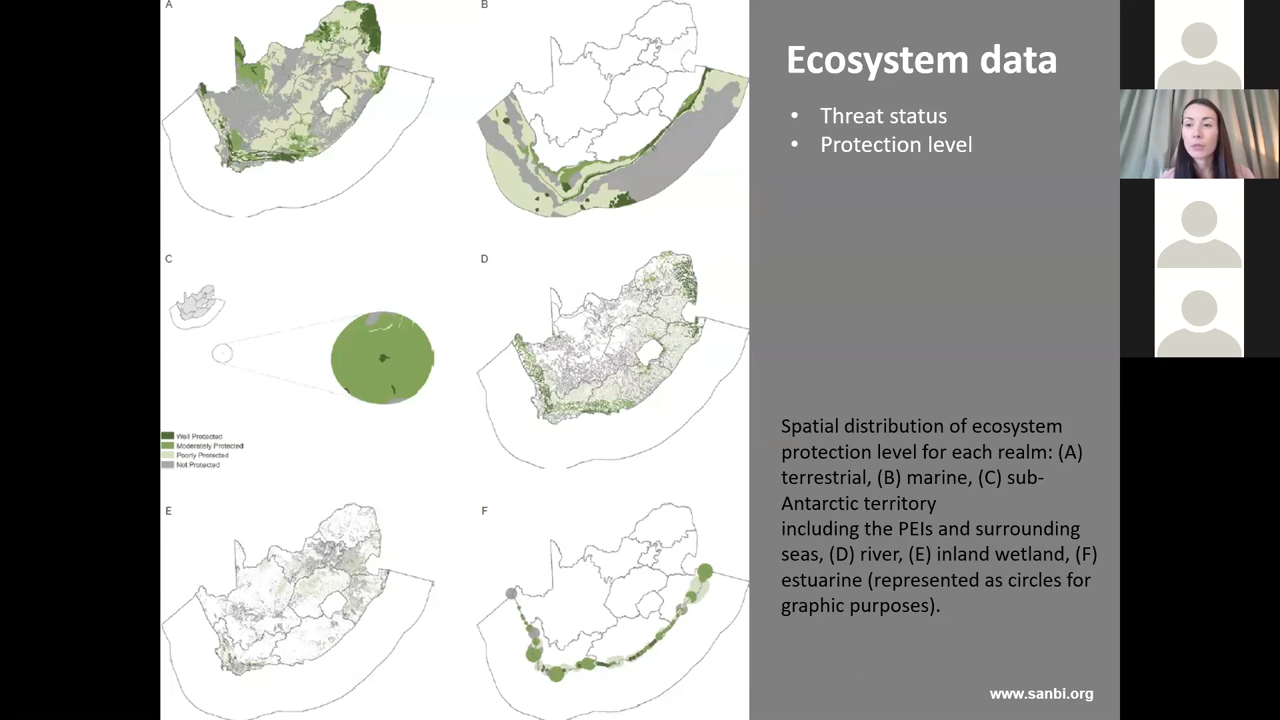 A
B
Ecosystem data
• Threat status
• Protection level
C
D
Well Protected
Moderately Protected
Poorly Protected
Not Protected
Spatial distribution of ecosystem
protection level for each realm: (A)
terrestrial, (B) marine, (C) sub-
Antarctic territory
including the PEIs and surrounding
seas, (D) river, (E) inland wetland, (F)
estuarine (represented as circles for
graphic purposes).
E
F
www.sanbi.org